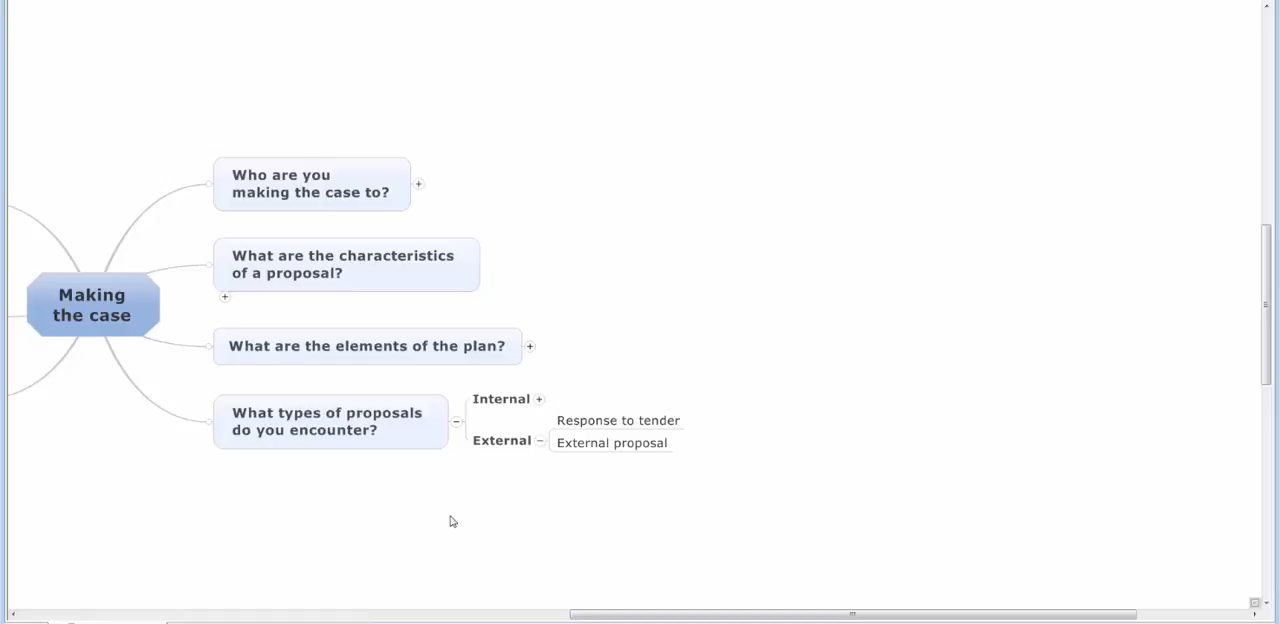 Who are you
making the case to?
What are the characteristics
of a proposal?
Making
the case
What are the elements of the plan?
What types of proposals
do you encounter?
Internal
External
Response to tender
External proposal